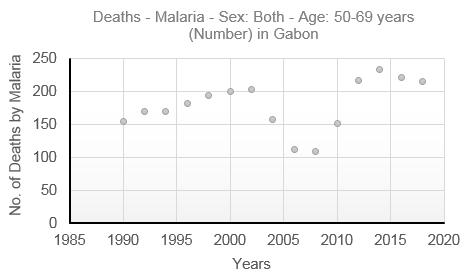 Deaths - Malaria - Sex: Both - Age: 50-69 years
(Number) in Gabon
No. of Deaths by Malaria
250
200
150
100
50
0
1985 1990 1995 2000 2005 2010 2015 2020
Years